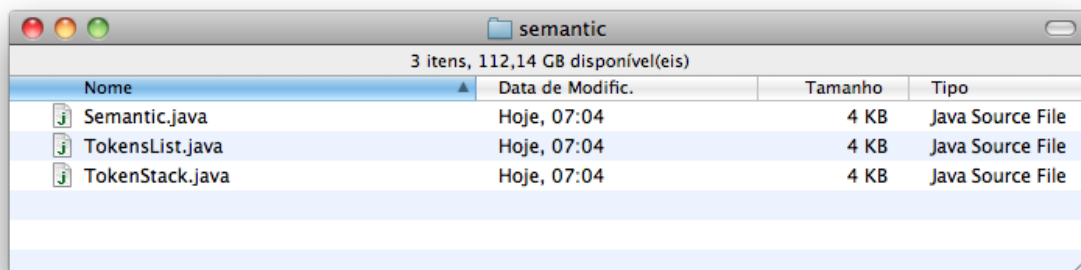 semantic
3 itens, 112,14 GB disponível(eis)
Nome Data de Modific. Tamanho Tipo
Semantic.java Hoje, 07:04 4 KB Java Source File
TokensList.java Hoje, 07:04 4 KB Java Source File
TokenStack.java Hoje, 07:04 4 KB Java Source File